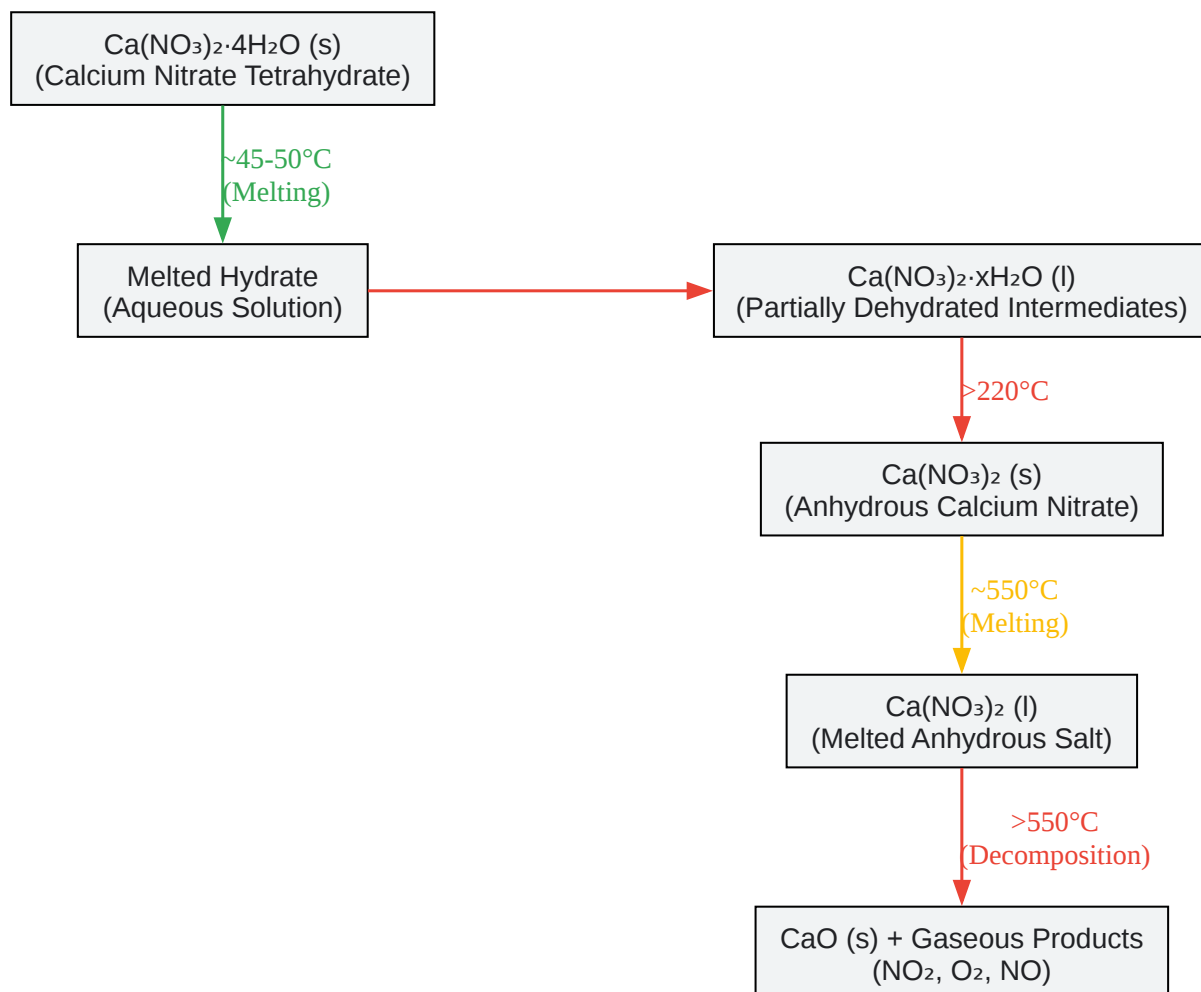 Ca(NO₃)₂·4H₂O (s)
(Calcium Nitrate Tetrahydrate)
~45-50°C
(Melting)
Melted Hydrate
(Aqueous Solution)
Ca(NO₃)₂·xH₂O (l)
(Partially Dehydrated Intermediates)
>220°C
Ca(NO₃)₂ (s)
(Anhydrous Calcium Nitrate)
~550°C
(Melting)
Ca(NO₃)₂ (l)
(Melted Anhydrous Salt)
>550°C
(Decomposition)
CaO (s) + Gaseous Products
(NO₂, O₂, NO)